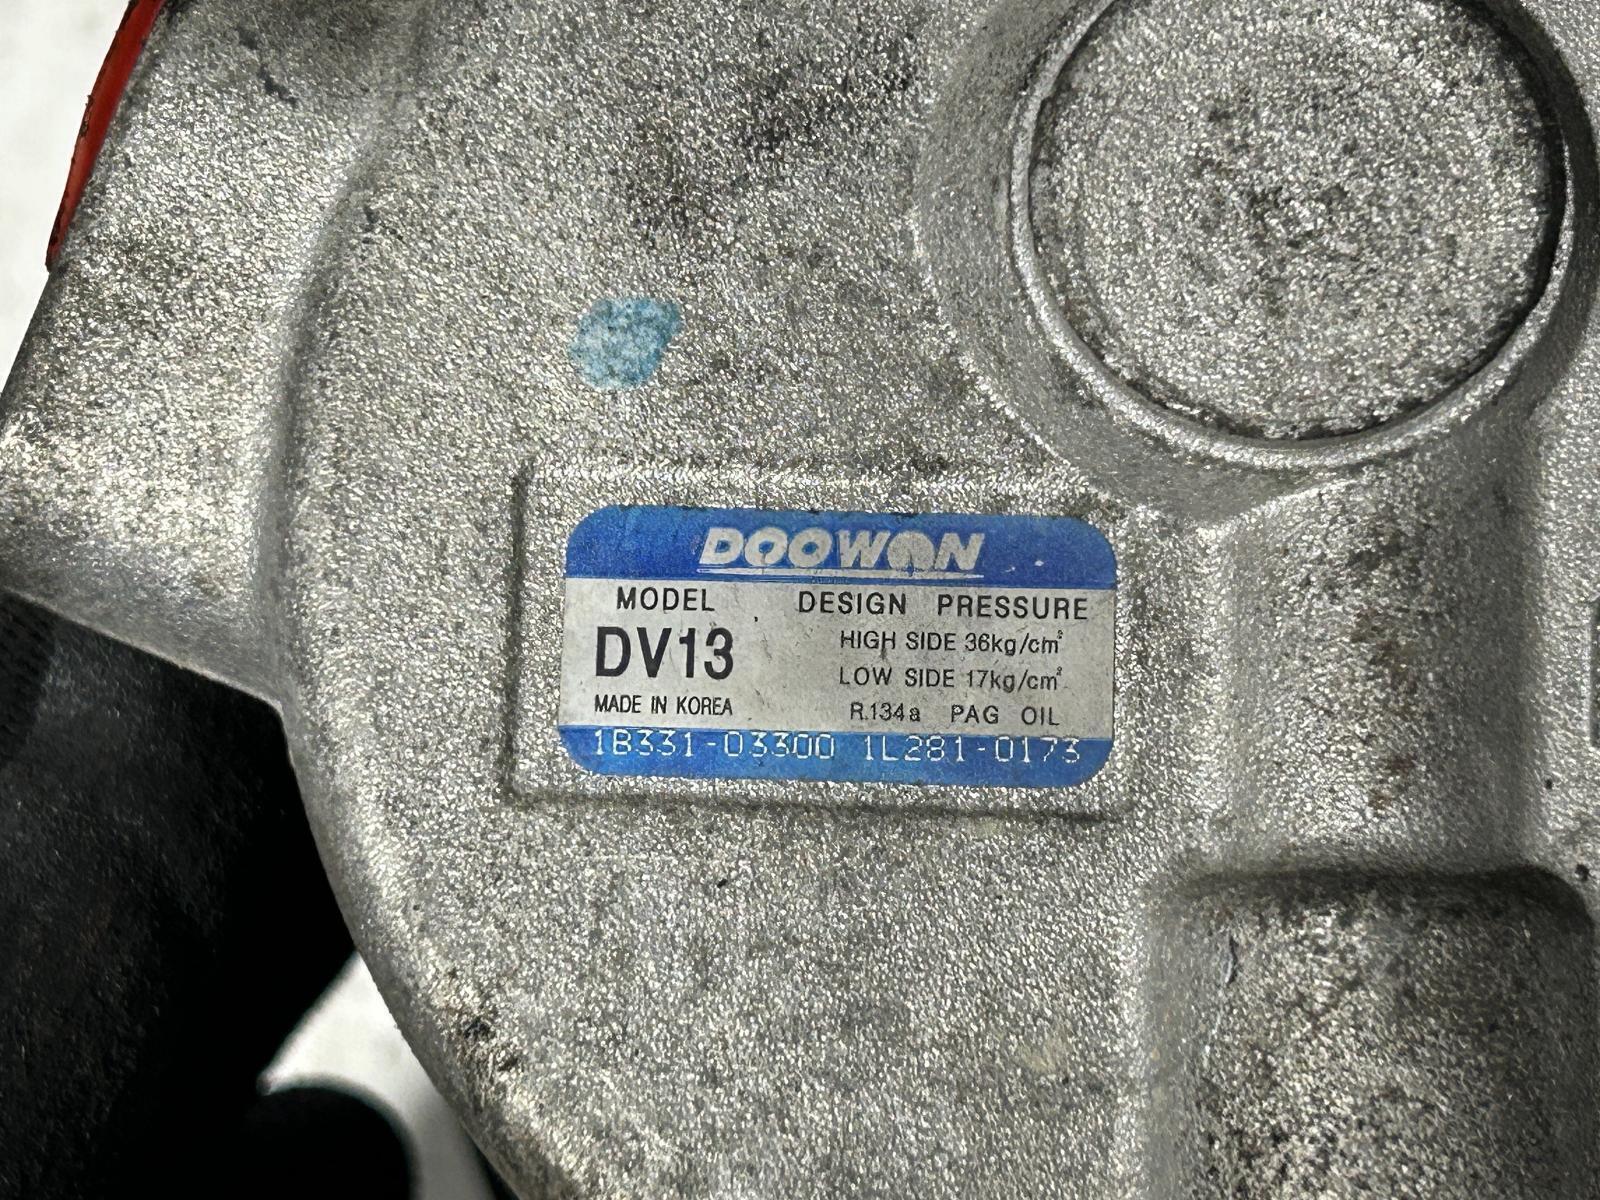 DOOWON
MODEL DESIGN PRESSURE
DV13 HIGH SIDE 36kg/cm²
LOW SIDE 17kg/cm²
MADE IN KOREA R.134a PAG OIL
1B331-03300 1L281-0173